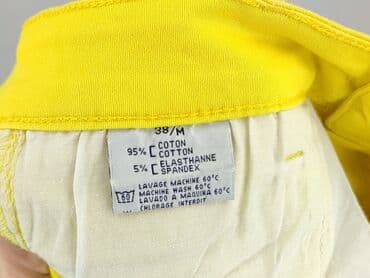 38/M
95% [ COTON
COTTON
5% [ ELASTHANNE
SPANDEX
LAVAGE MACHINE 60°C
MACHINE WASH 60°C
LAVADO A MAQUINA 60°C
CHLORAGE INTERDIT